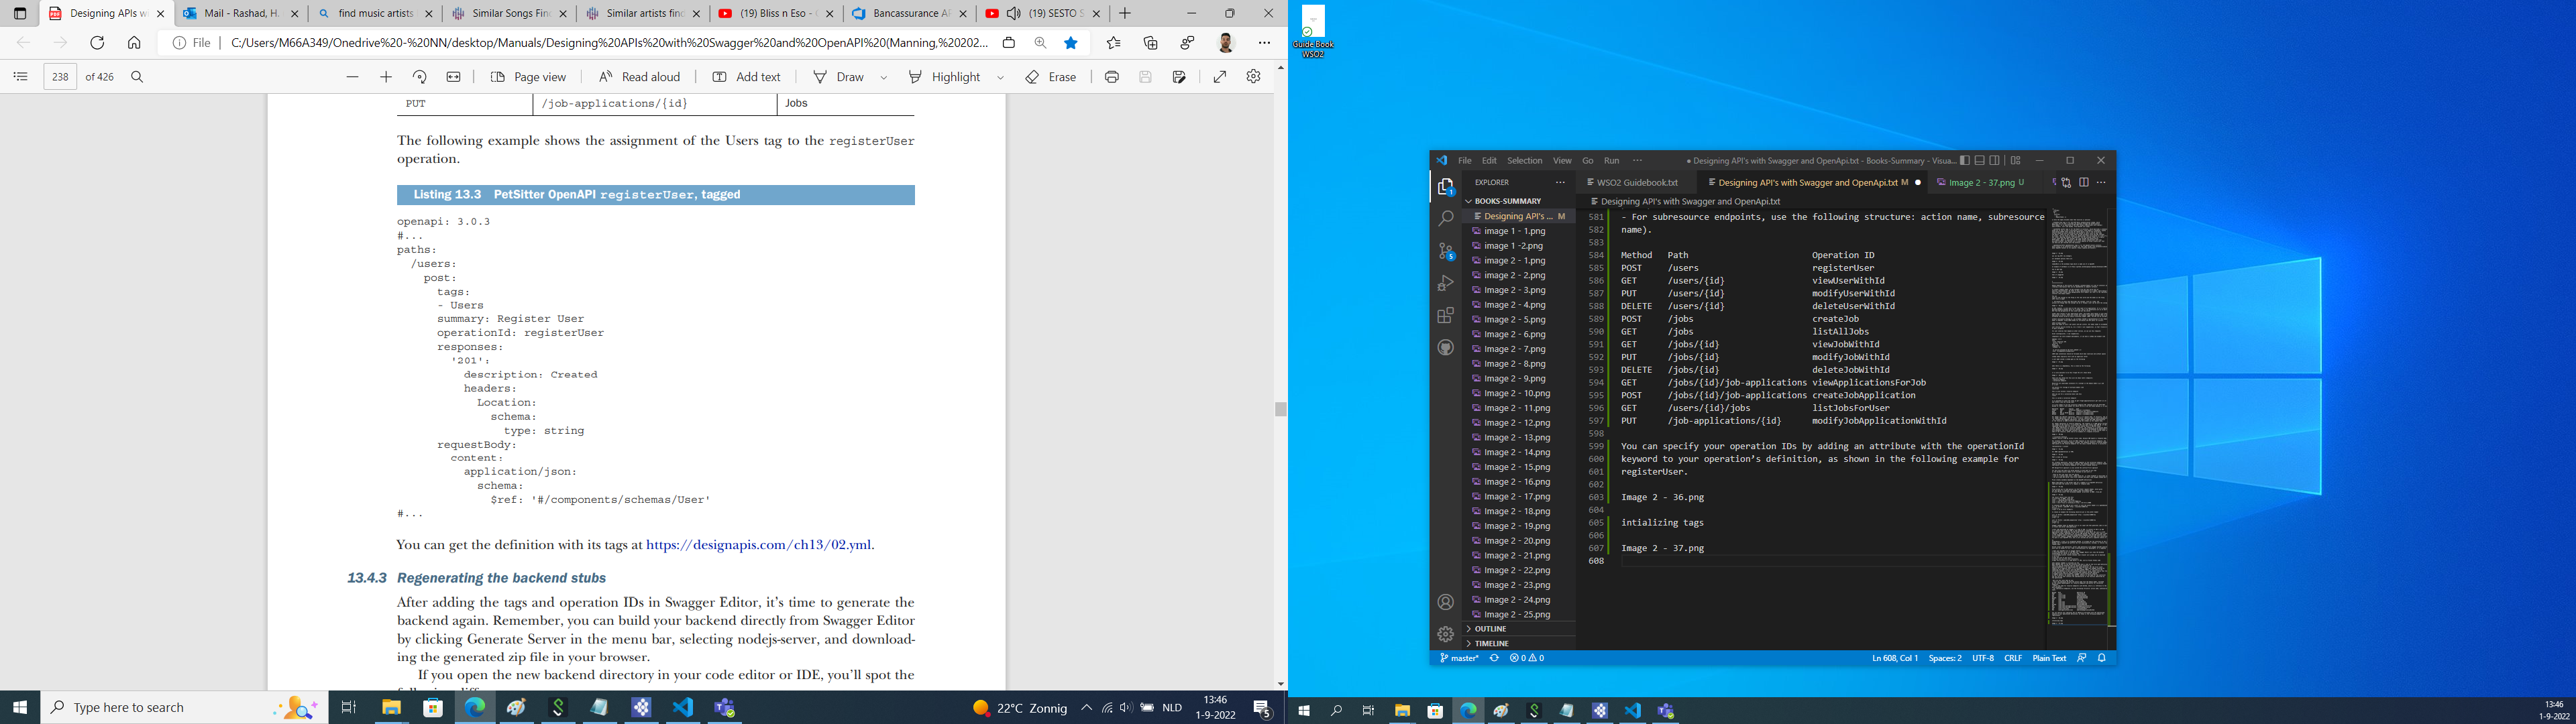 Designing APIs wi
Mail - Rashad, H.
find music artists
Similar Songs Fin
Similar artists find
(19) Bliss n Eso -
Bancassurance AP
(19) SESTO S
File
C:/Users/M66A349/Onedrive%20-%20NN/desktop/Manuals/Designing%20APIs%20with%20Swagger%20and%20OpenAPI%20(Manning,%20202...
238 of 426
Page view
Read aloud
Add text
Draw
Highlight
Erase
PUT /job-applications/{id} Jobs
The following example shows the assignment of the Users tag to the registerUser
operation.
Listing 13.3 PetSitter OpenAPI registerUser, tagged
openapi: 3.0.3
#...
paths:
/users:
post:
tags:
- Users
summary: Register User
operationId: registerUser
responses:
'201':
description: Created
headers:
Location:
schema:
type: string
requestBody:
content:
application/json:
schema:
$ref: '#/components/schemas/User'
#...
You can get the definition with its tags at https://designapis.com/ch13/02.yml.
13.4.3 Regenerating the backend stubs
After adding the tags and operation IDs in Swagger Editor, it's time to generate the
backend again. Remember, you can build your backend directly from Swagger Editor
by clicking Generate Server in the menu bar, selecting nodejs-server, and download-
ing the generated zip file in your browser.
If you open the new backend directory in your code editor or IDE, you'll spot the
Type here to search
22°C Zonnig
NLD
13:46
1-9-2022
5
Guide Book
WSO2
File Edit Selection View Go Run ...
● Designing API's with Swagger and OpenApi.txt - Books-Summary - Visua...
EXPLORER
WSO2 Guidebook.txt
Designing API's with Swagger and OpenApi.txt M
Image 2 - 37.png U
BOOKS-SUMMARY
Designing API's with Swagger and OpenApi.txt
Designing API's ... M
image 1 - 1.png
image 1 -2.png
image 2 - 1.png
image 2 - 2.png
Image 2 - 3.png
Image 2 - 4.png
Image 2 - 5.png
Image 2 - 6.png
Image 2 - 7.png
Image 2 - 8.png
Image 2 - 9.png
Image 2 - 10.png
Image 2 - 11.png
Image 2 - 12.png
Image 2 - 13.png
Image 2 - 14.png
Image 2 - 15.png
Image 2 - 16.png
Image 2 - 17.png
Image 2 - 18.png
Image 2 - 19.png
Image 2 - 20.png
Image 2 - 21.png
Image 2 - 22.png
Image 2 - 23.png
Image 2 - 24.png
Image 2 - 25.png
OUTLINE
TIMELINE
581 - For subresource endpoints, use the following structure: action name, subresource
582 name).
583
584 Method Path Operation ID
585 POST /users registerUser
586 GET /users/{id} viewUserWithId
587 PUT /users/{id} modifyUserWithId
588 DELETE /users/{id} deleteUserWithId
589 POST /jobs createJob
590 GET /jobs listAllJobs
591 GET /jobs/{id} viewJobWithId
592 PUT /jobs/{id} modifyJobWithId
593 DELETE /jobs/{id} deleteJobWithId
594 GET /jobs/{id}/job-applications viewApplicationsForJob
595 POST /jobs/{id}/job-applications createJobApplication
596 GET /users/{id}/jobs listJobsForUser
597 PUT /job-applications/{id} modifyJobApplicationWithId
598
599 You can specify your operation IDs by adding an attribute with the operationId
600 keyword to your operation's definition, as shown in the following example for
601 registerUser.
602
603 Image 2 - 36.png
604
605 intializing tags
606
607 Image 2 - 37.png
608
master*
0 0
Ln 608, Col 1
Spaces: 2
UTF-8
CRLF
Plain Text
13:46
1-9-2022